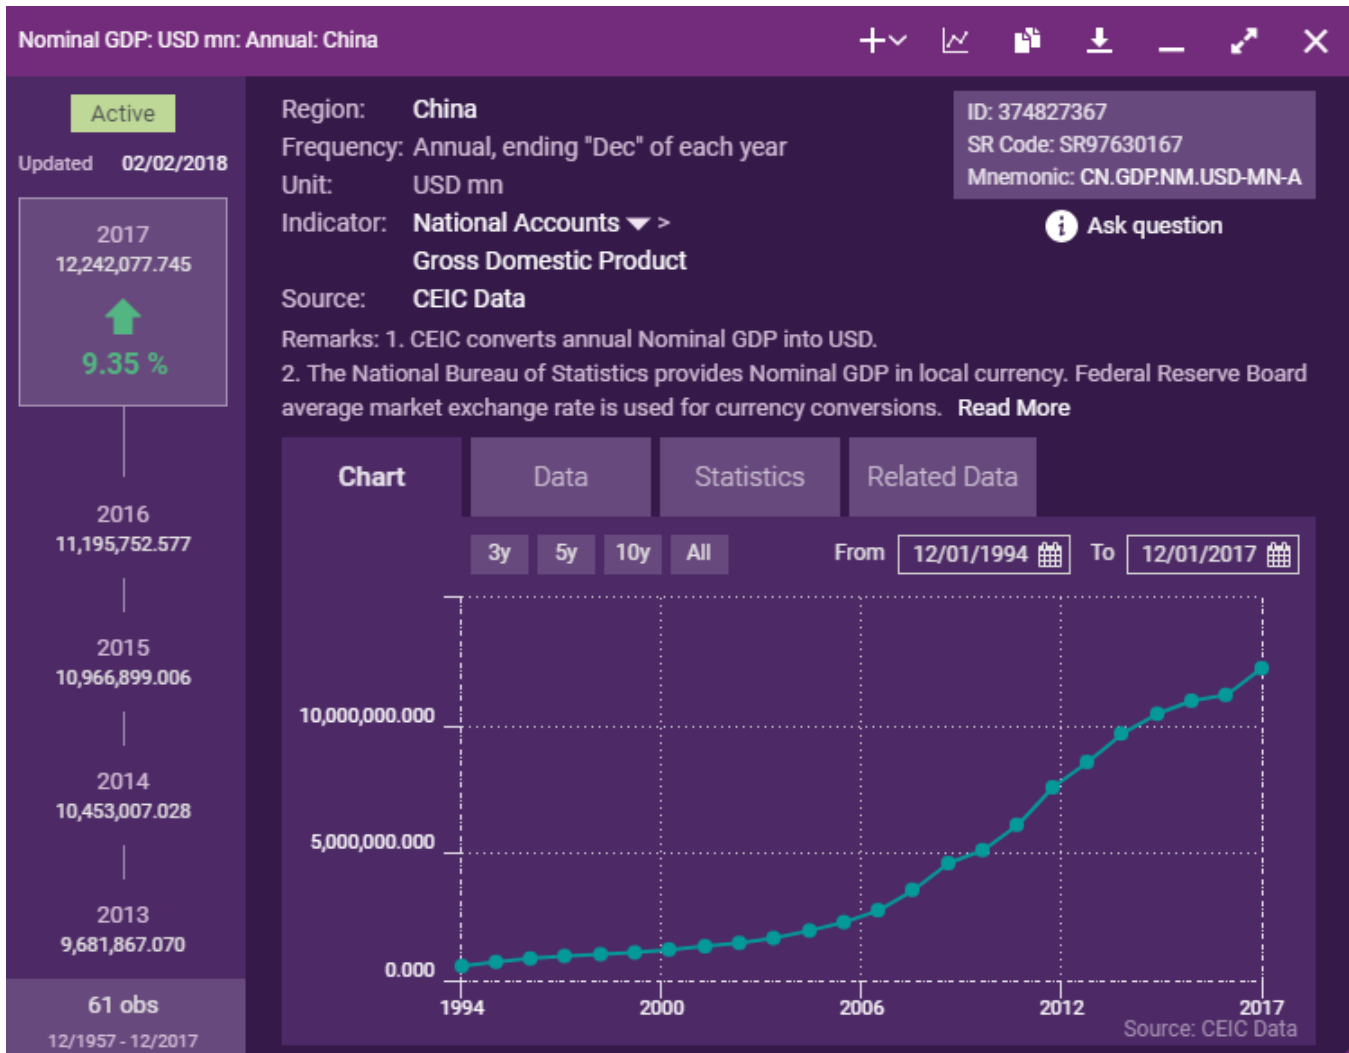 Nominal GDP: USD mn: Annual: China
Active
Updated 02/02/2018
2017
12,242,077.745
9.35 %
2016
11,195,752.577
2015
10,966,899.006
2014
10,453,007.028
2013
9,681,867.070
61 obs
12/1957 - 12/2017
Region: China
Frequency: Annual, ending "Dec" of each year
Unit: USD mn
Indicator: National Accounts >
Gross Domestic Product
Source: CEIC Data
Remarks: 1. CEIC converts annual Nominal GDP into USD.
2. The National Bureau of Statistics provides Nominal GDP in local currency. Federal Reserve Board
average market exchange rate is used for currency conversions. Read More
ID: 374827367
SR Code: SR97630167
Mnemonic: CN.GDP.NM.USD-MN-A
i Ask question
Chart Data Statistics Related Data
3y 5y 10y All From 12/01/1994 To 12/01/2017
10,000,000.000
5,000,000.000
0.000
1994 2000 2006 2012 2017
Source: CEIC Data